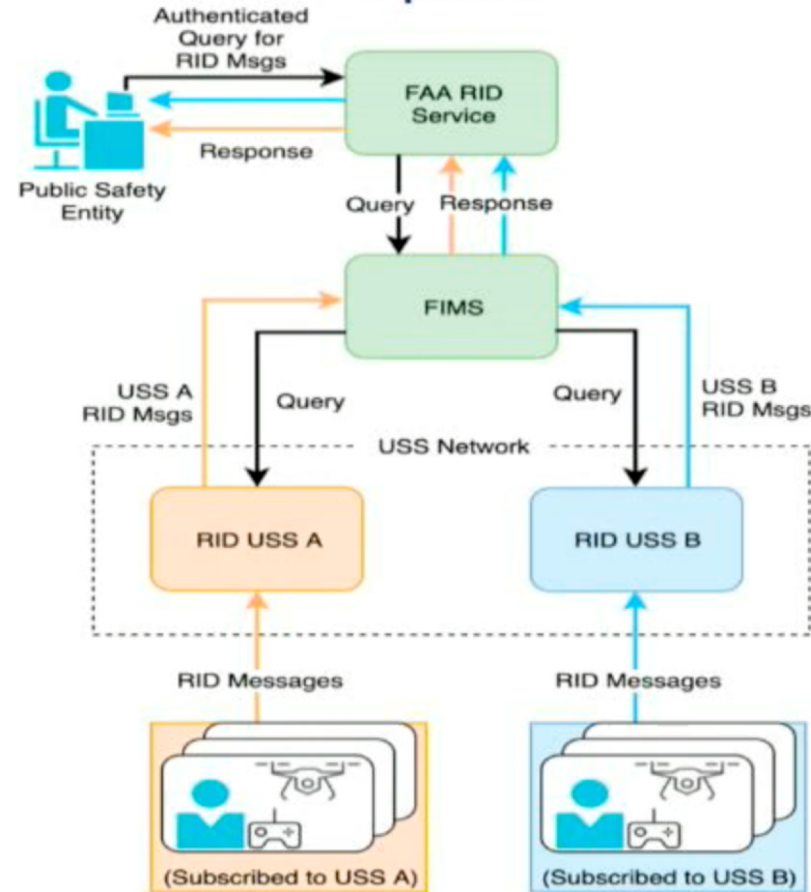 Authenticated
Query for
RID Msgs
FAA RID
Service
Response
Public Safety
Entity
Query
Response
FIMS
USS A
RID Msgs
Query
Query
USS B
RID Msgs
USS Network
RID USS A
RID USS B
RID Messages
RID Messages
(Subscribed to USS A)
(Subscribed to USS B)